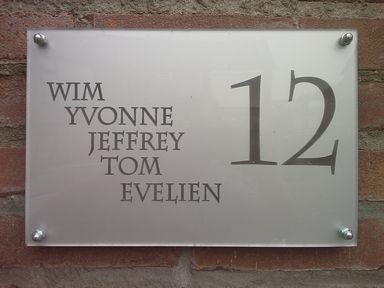 WIM
YVONNE
JEFFREY
TOM
EVELIEN
12